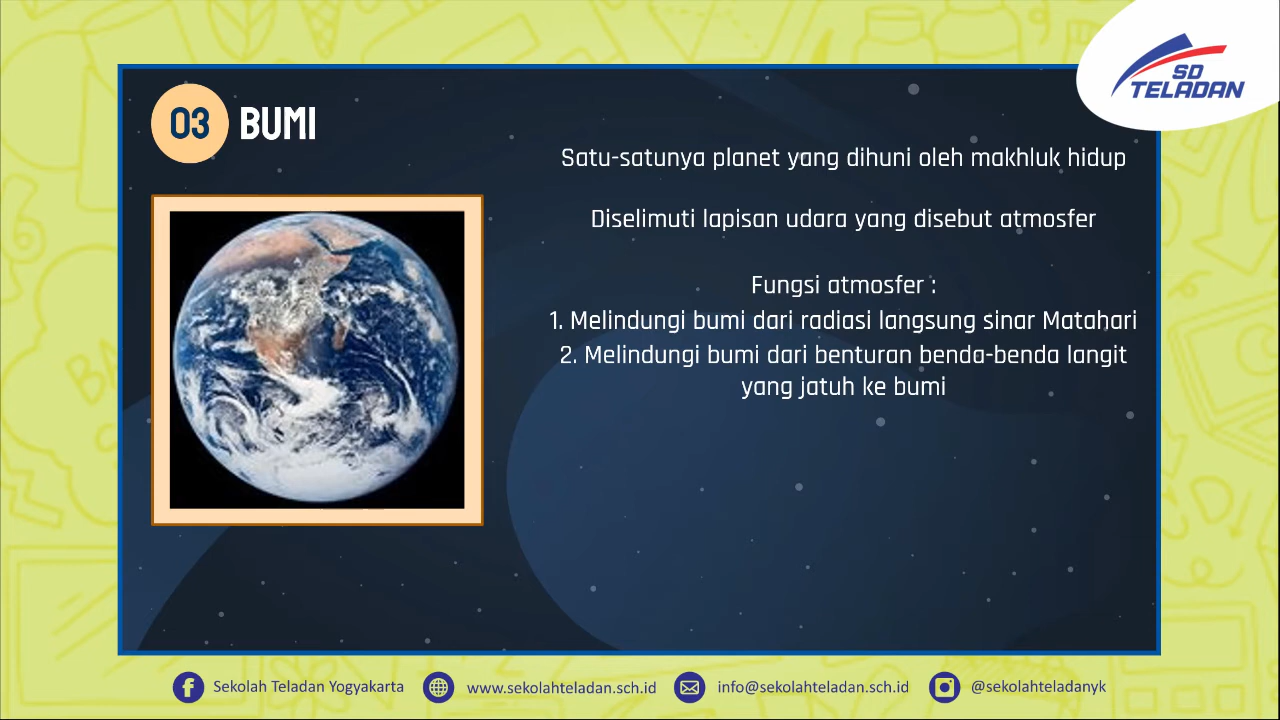 SD
TELADAN
03 BUMI
Satu-satunya planet yang dihuni oleh makhluk hidup
Diselimuti lapisan udara yang disebut atmosfer
Fungsi atmosfer :
1. Melindungi bumi dari radiasi langsung sinar Matahari
2. Melindungi bumi dari benturan benda-benda langit
yang jatuh ke bumi
Sekolah Teladan Yogyakarta www.sekolahteladan.sch.id info@sekolahteladan.sch.id @sekolahteladanyk